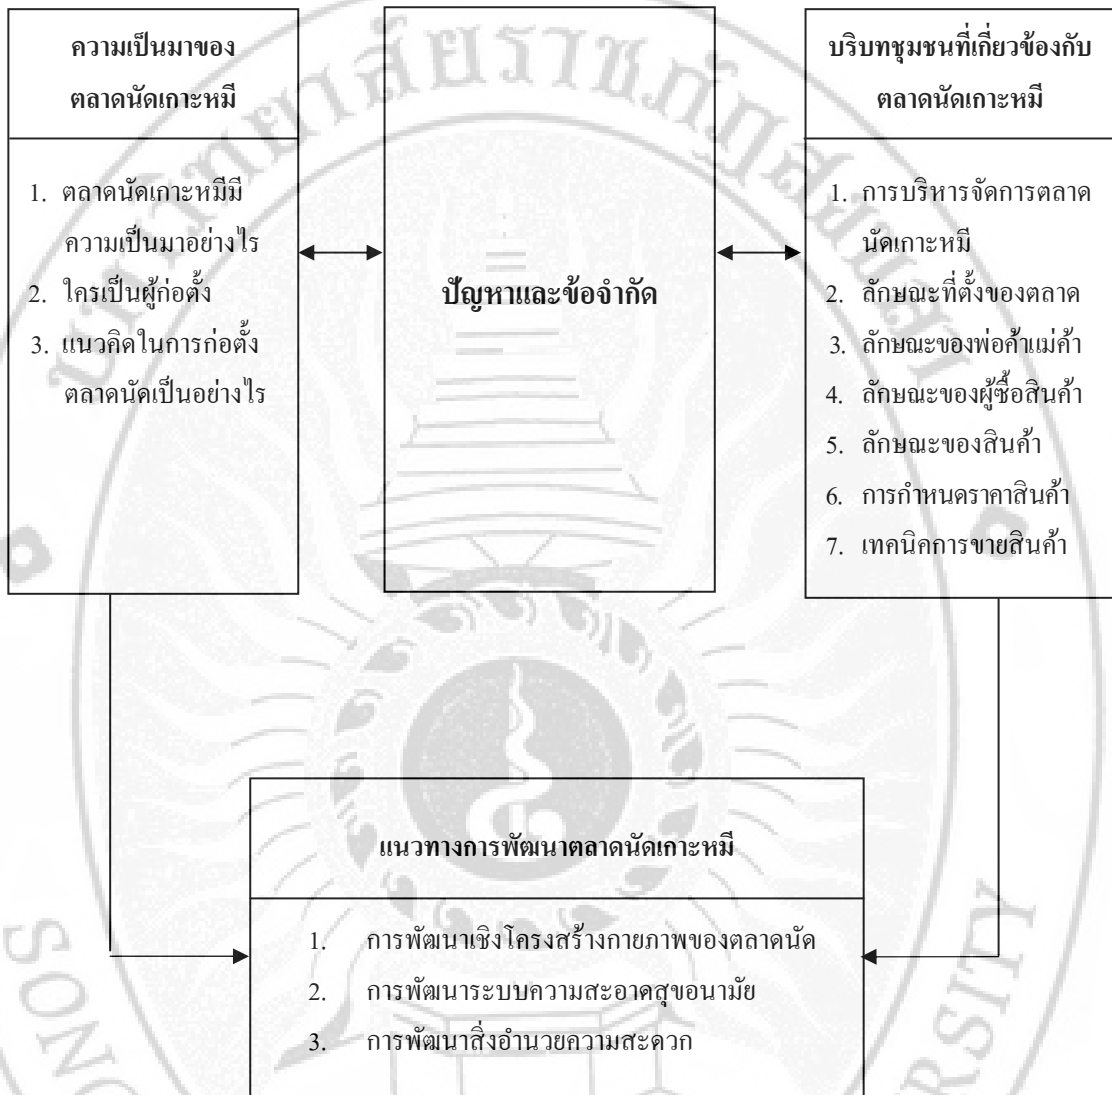 ความเป็นมาของ
ตลาดนัดเกาะหมี
1. ตลาดนัดเกาะหมีมี
ความเป็นมาอย่างไร
2. ใครเป็นผู้ก่อตั้ง
3. แนวคิดในการก่อตั้ง
ตลาดนัดเป็นอย่างไร
ปัญหาและข้อจำกัด
บริบทชุมชนที่เกี่ยวข้องกับ
ตลาดนัดเกาะหมี
1. การบริหารจัดการตลาด
นัดเกาะหมี
2. ลักษณะที่ตั้งของตลาด
3. ลักษณะของพ่อค้าแม่ค้า
4. ลักษณะของผู้ซื้อสินค้า
5. ลักษณะของสินค้า
6. การกำหนดราคาสินค้า
7. เทคนิคการขายสินค้า
แนวทางการพัฒนาตลาดนัดเกาะหมี
1. การพัฒนาเชิงโครงสร้างกายภาพของตลาดนัด
2. การพัฒนาระบบความสะอาดสุขอนามัย
3. การพัฒนาสิ่งอำนวยความสะดวก
มหาวิทยาลัยราชภัฏสงขลา